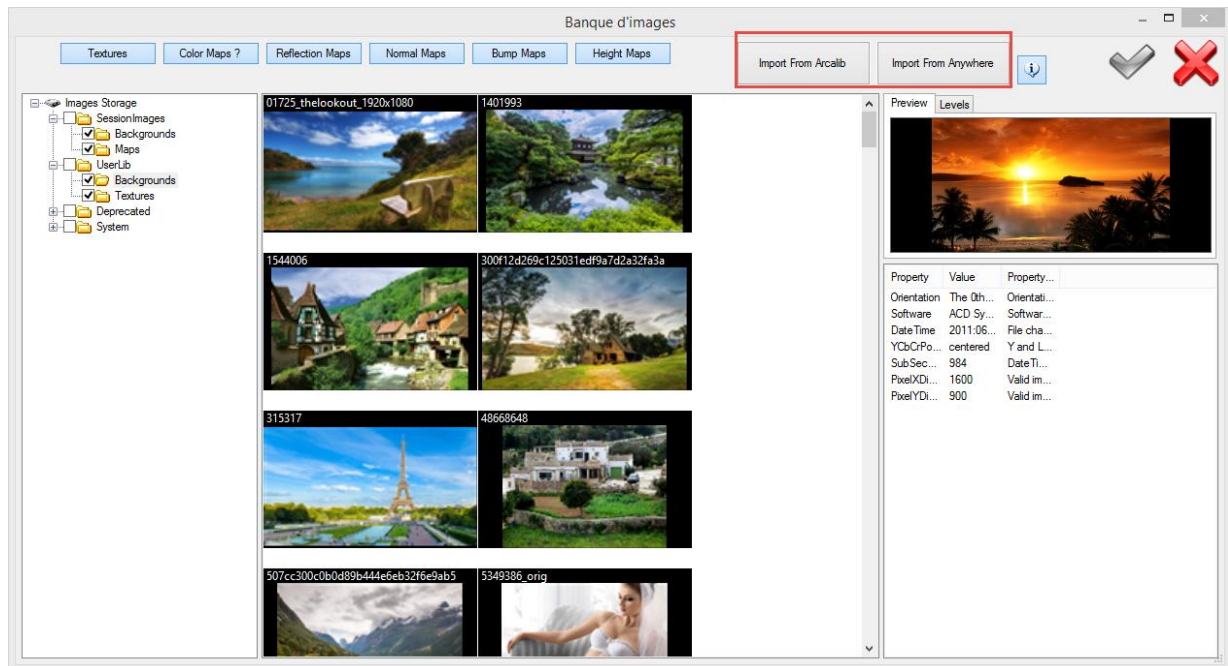 Banque d'images
Textures
Color Maps ?
Reflection Maps
Normal Maps
Bump Maps
Height Maps
Import From Arcalib
Import From Anywhere
Images Storage
SessionImages
Backgrounds
Maps
UserLib
Backgrounds
Textures
Deprecated
System
01725_thelookout_1920x1080
1401993
1544006
300f12d269c125031edf9a7d2a32fa3a
315317
48668648
507cc300c0b0d89b444e6eb32f6e9ab5
5349386_orig
Preview Levels
Property Value Property...
Orientation The 0th... Orientati...
Software ACD Sy... Softwar...
DateTime 2011:06... File cha...
YCbCrPo... centered Y and L...
SubSec... 984 DateTi...
PixelXDi... 1600 Valid im...
PixelYDi... 900 Valid im...